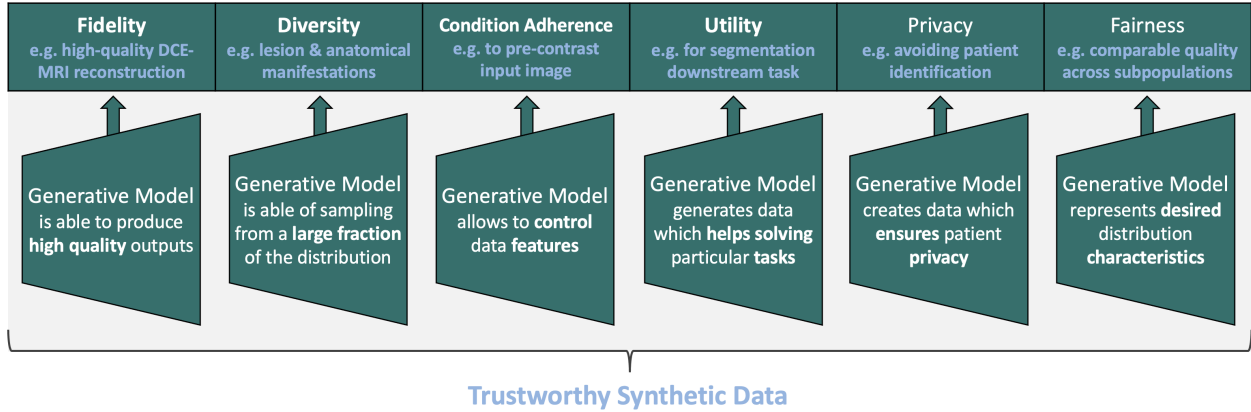 Fidelity
e.g. high-quality DCE-
MRI reconstruction
Diversity
e.g. lesion & anatomical
manifestations
Condition Adherence
e.g. to pre-contrast
input image
Utility
e.g. for segmentation
downstream task
Privacy
e.g. avoiding patient
identification
Fairness
e.g. comparable quality
across subpopulations
Generative Model
is able to produce
high quality outputs
Generative Model
is able of sampling
from a large fraction
of the distribution
Generative Model
allows to control
data features
Generative Model
generates data
which helps solving
particular tasks
Generative Model
creates data which
ensures patient
privacy
Generative Model
represents desired
distribution
characteristics
Trustworthy Synthetic Data